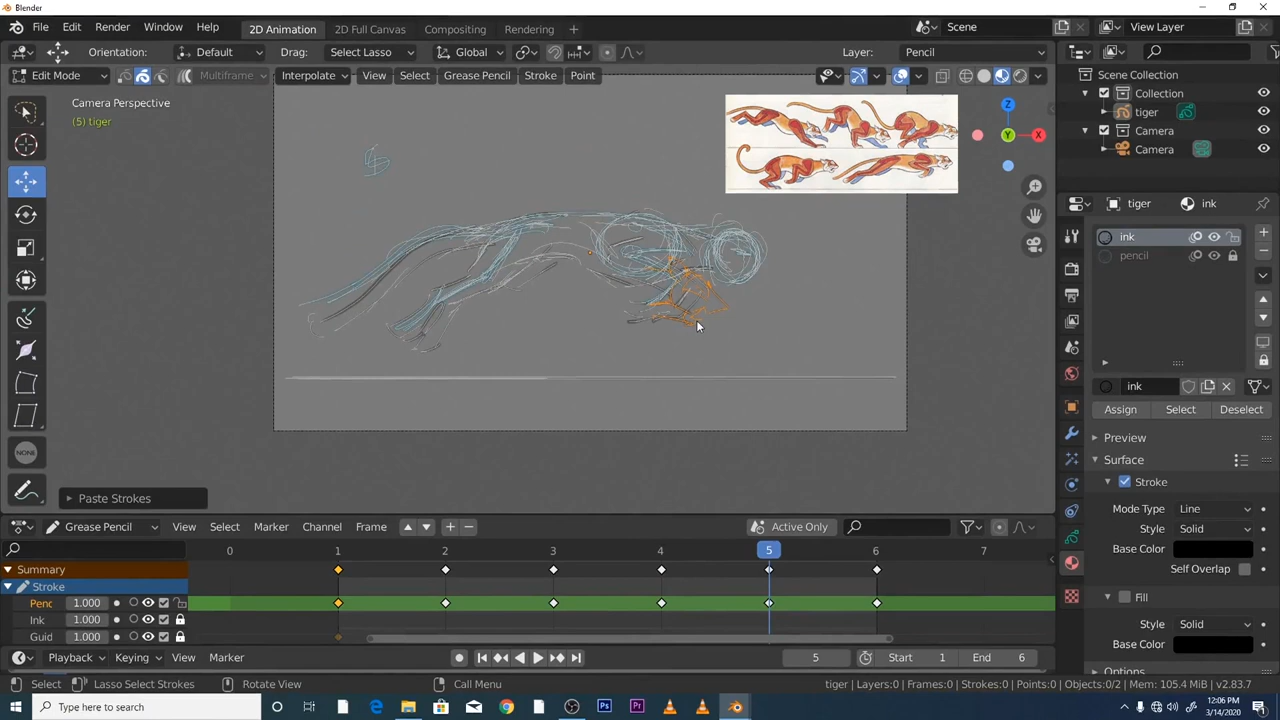 Blender
File Edit Render Window Help 2D Animation 2D Full Canvas Compositing Rendering Scene View Layer
Orientation: Default Drag: Select Lasso Global Layer: Pencil
Edit Mode Multiframe Interpolate View Select Grease Pencil Stroke Point
Camera Perspective
(5) tiger
Z
Y
X
Scene Collection
Collection
tiger
Camera
Camera
tiger ink
ink
pencil
ink
Assign Select Deselect
Preview
Surface
Stroke
Mode Type Line
Style Solid
Base Color
Self Overlap
Fill
Style Solid
Base Color
Options
NONE
Paste Strokes
Grease Pencil View Select Marker Channel Frame Active Only
0 1 2 3 4 5 6 7
Summary
Stroke
Penc 1.000
Ink 1.000
Guid 1.000
Playback Keying View Marker 5 Start 1 End 6
Select Lasso Select Strokes Rotate View Call Menu tiger | Layers:0 | Frames:0 | Strokes:0 | Points:0 | Objects:0/2 | Mem: 105.4 MiB | v2.83.7
Type here to search Ps Pr 12:06 PM
3/14/2020